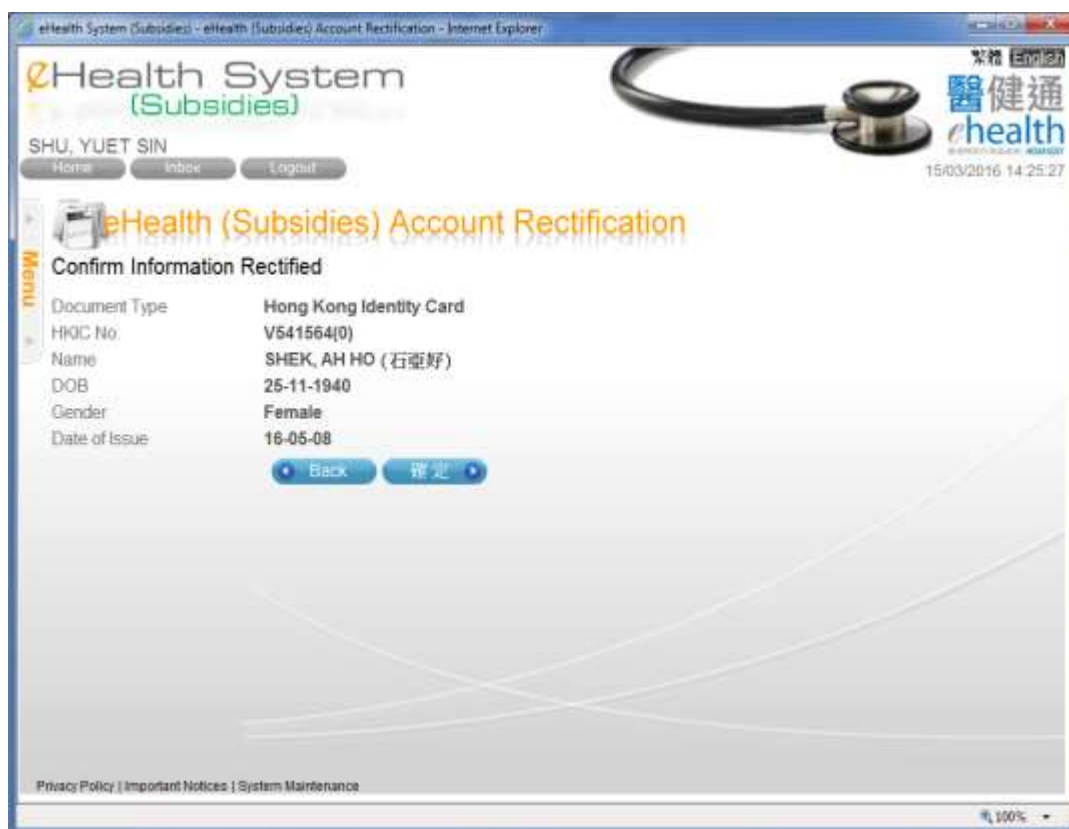 eHealth System (Subsidies) - eHealth (Subsidies) Account Rectification - Internet Explorer
eHealth System
(Subsidies)
繁體 English
醫健通
ehealth
SHU, YUET SIN
Home Inbox Logout
15/03/2016 14:25:27
eHealth (Subsidies) Account Rectification
Menu
Confirm Information Rectified
Document Type Hong Kong Identity Card
HKIC No. V541564(0)
Name SHEK, AH HO (石亞好)
DOB 25-11-1940
Gender Female
Date of Issue 16-05-08
Back 確定
Privacy Policy | Important Notices | System Maintenance
100%